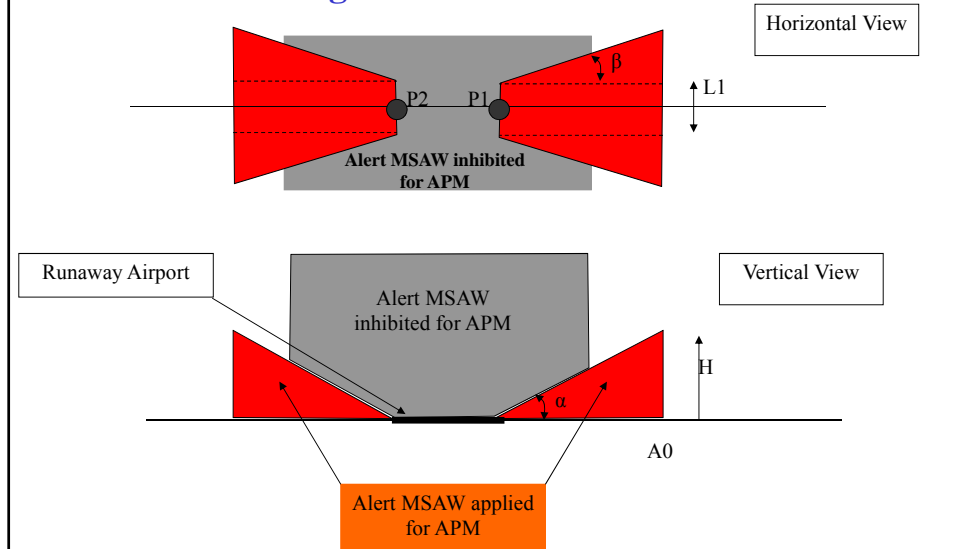 Horizontal View
β
L1
P2
P1
Alert MSAW inhibited
for APM
Runaway Airport
Vertical View
Alert MSAW
inhibited for APM
H
α
A0
Alert MSAW applied
for APM